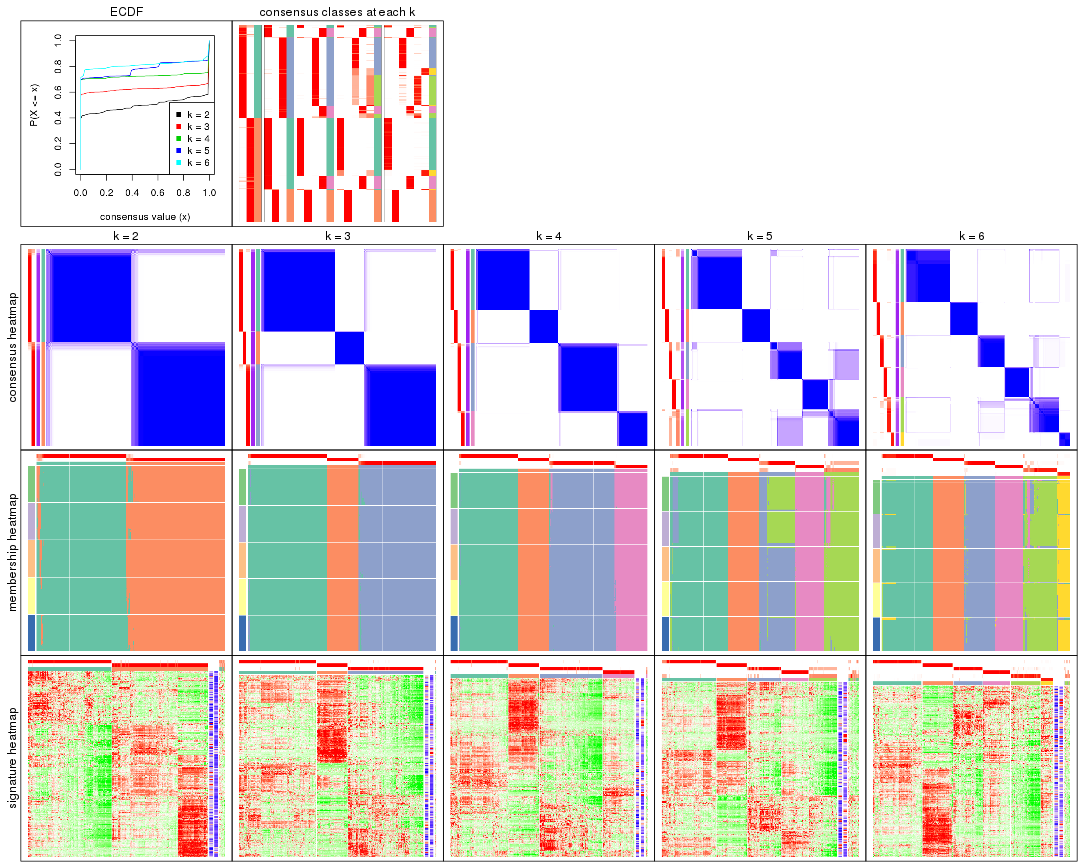 ECDF
consensus classes at each k
P(X <= x)
0.0 0.2 0.4 0.6 0.8 1.0
k = 2
k = 3
k = 4
k = 5
k = 6
0.0 0.2 0.4 0.6 0.8 1.0
consensus value (x)
k = 2
k = 3
k = 4
k = 5
k = 6
consensus heatmap
membership heatmap
signature heatmap